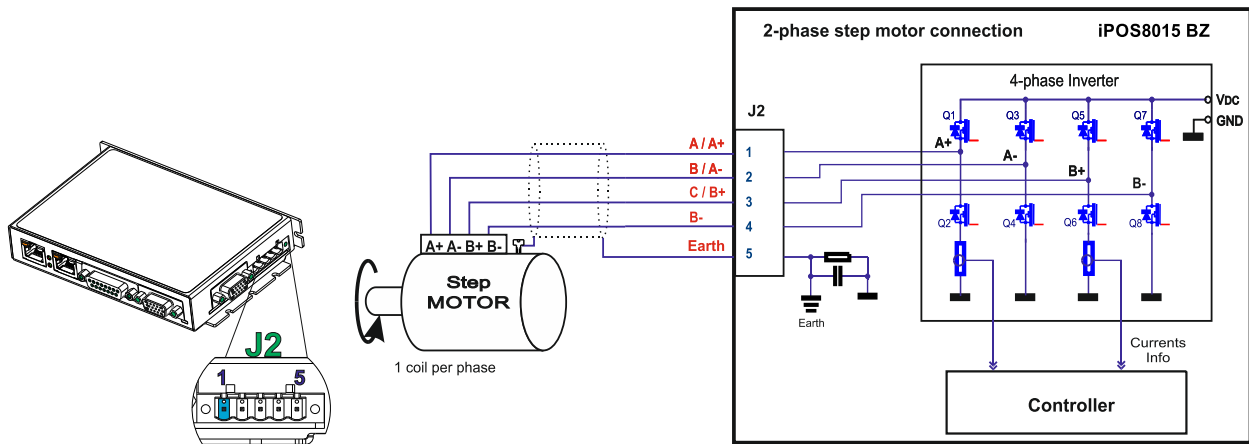 2-phase step motor connection
iPOS8015 BZ
4-phase Inverter
VDC
GND
Q1
Q3
Q5
Q7
A+
A-
B+
B-
Q2
Q4
Q6
Q8
J2
A / A+
1
B / A-
2
C / B+
3
B-
4
Earth
5
A+ A- B+ B-
Step
MOTOR
1 coil per phase
Earth
Currents
Info
Controller
J2
1
5